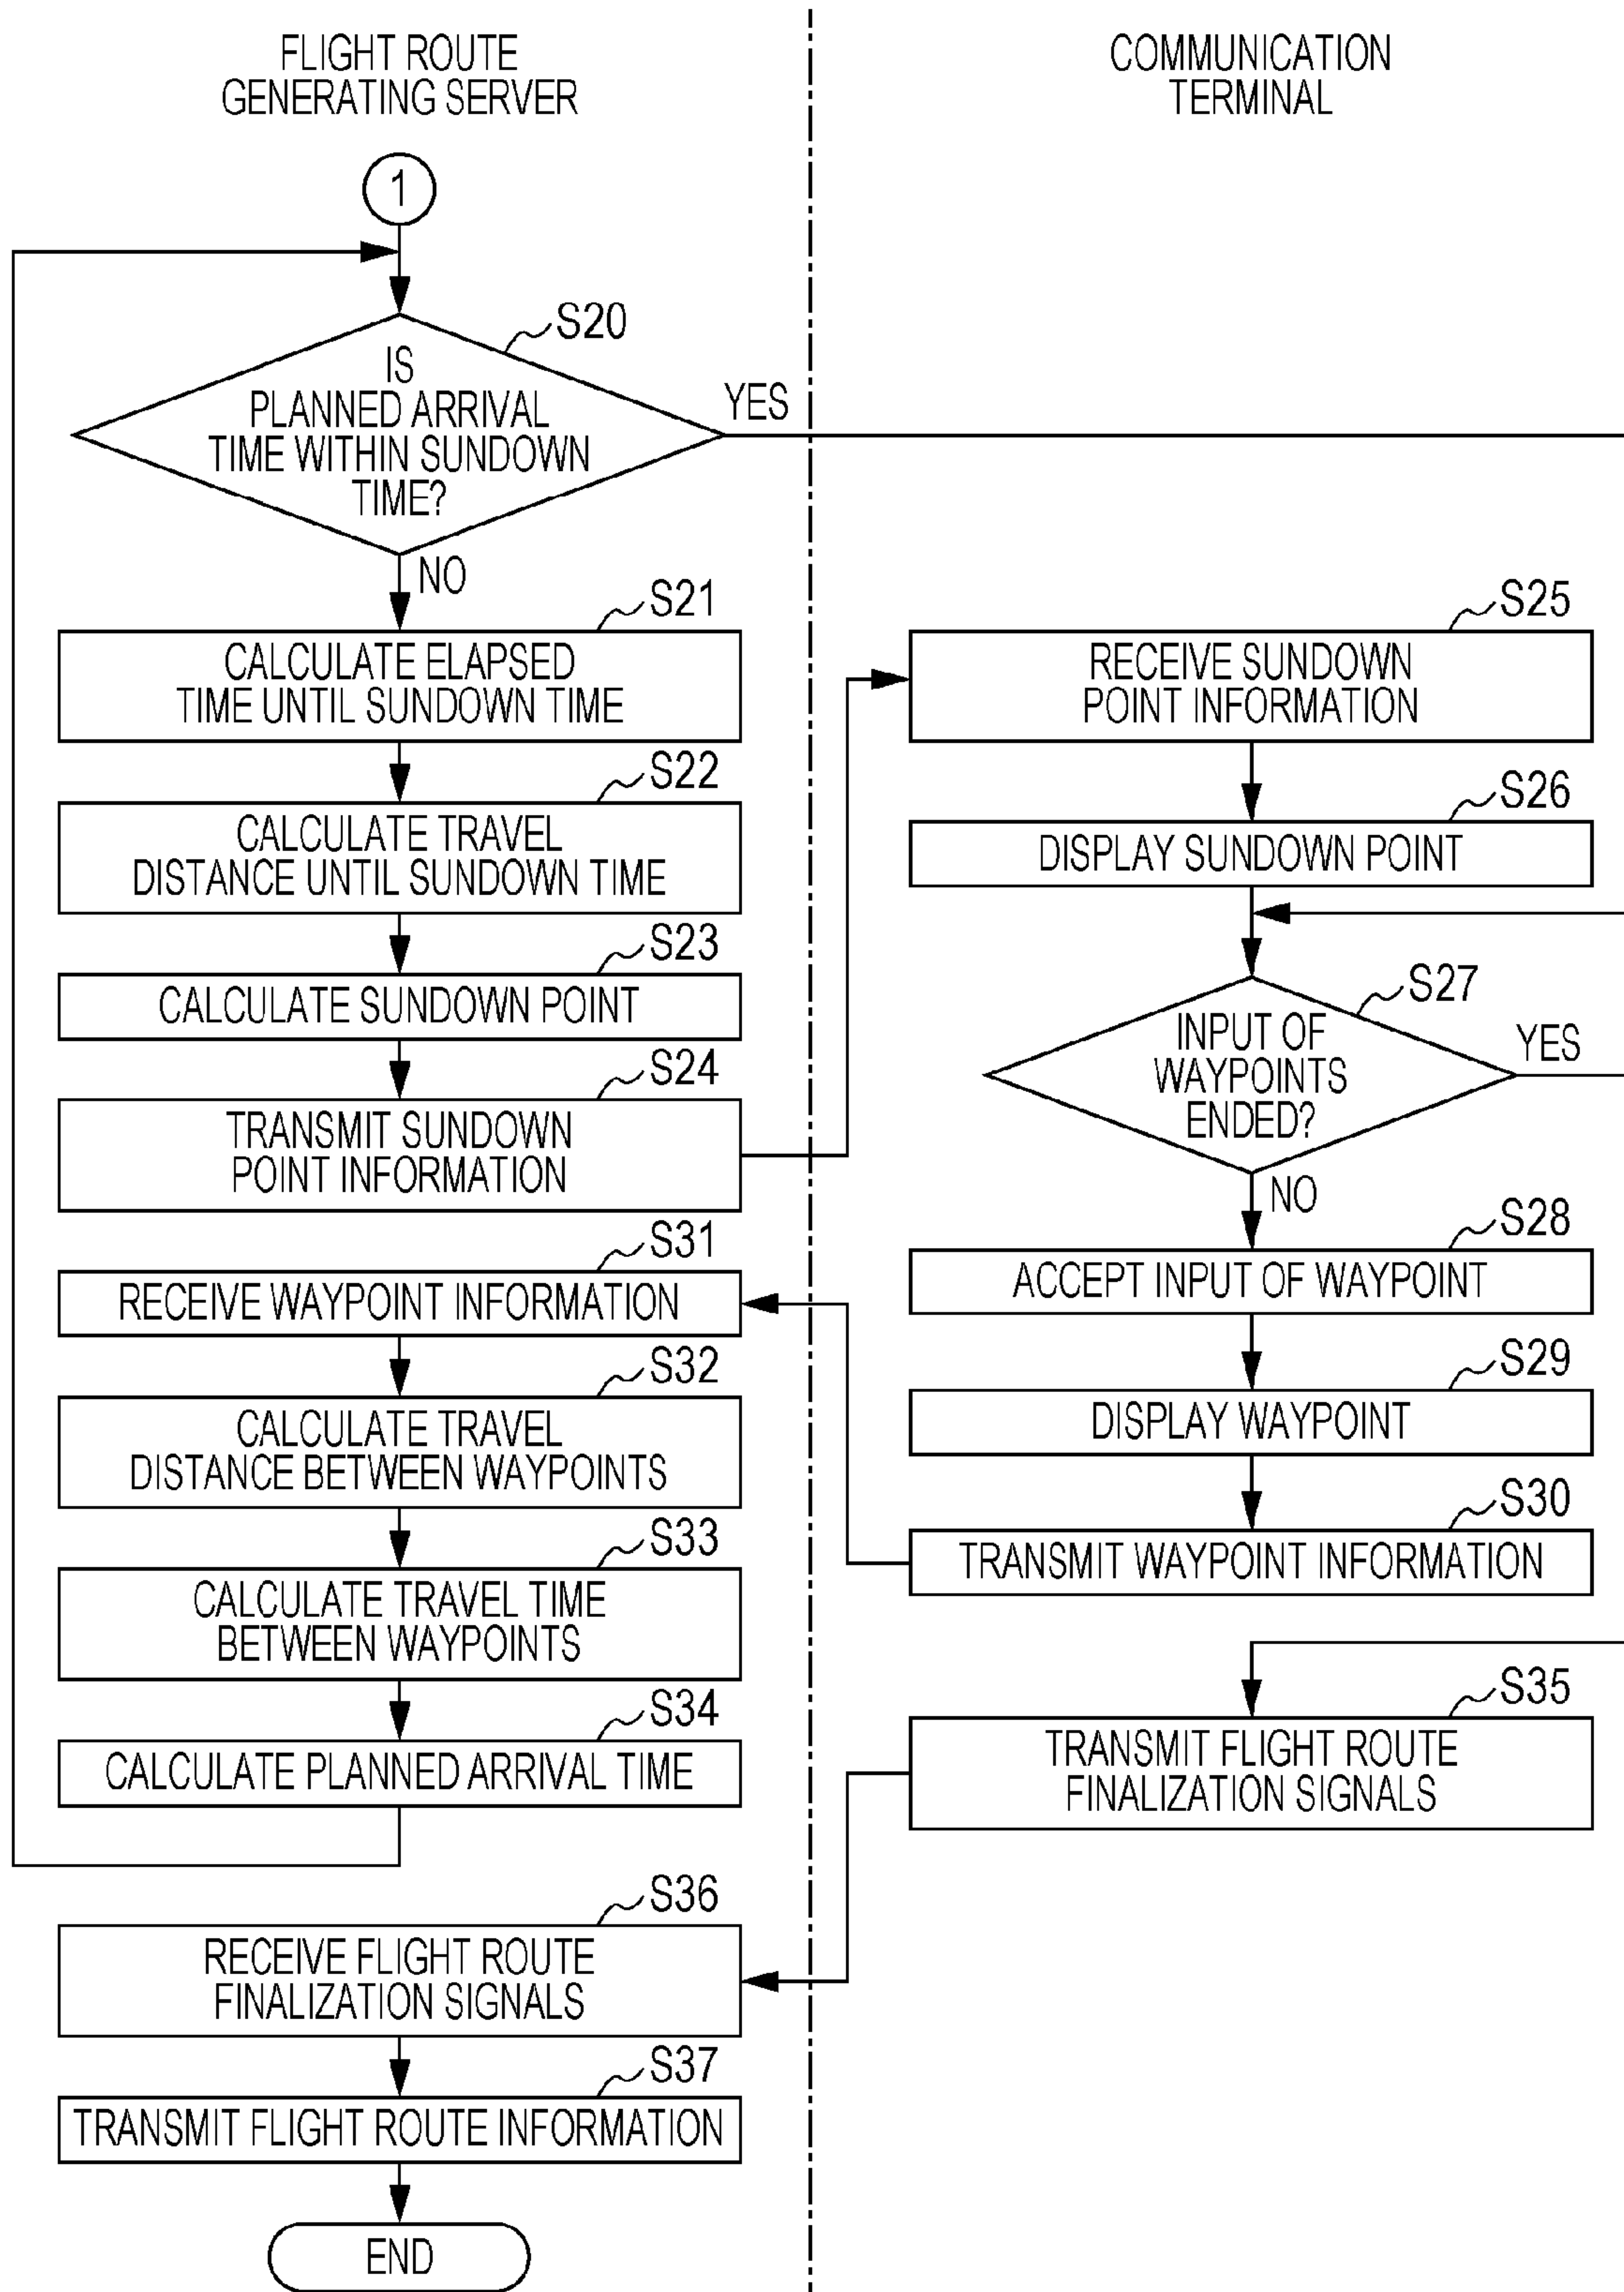 FLIGHT ROUTE
GENERATING SERVER
COMMUNICATION
TERMINAL
1
S20
IS
PLANNED ARRIVAL
TIME WITHIN SUNDOWN
TIME?
YES
NO
S21
CALCULATE ELAPSED
TIME UNTIL SUNDOWN TIME
S22
CALCULATE TRAVEL
DISTANCE UNTIL SUNDOWN TIME
S23
CALCULATE SUNDOWN POINT
S24
TRANSMIT SUNDOWN
POINT INFORMATION
S25
RECEIVE SUNDOWN
POINT INFORMATION
S26
DISPLAY SUNDOWN POINT
S27
INPUT OF
WAYPOINTS
ENDED?
YES
NO
S28
ACCEPT INPUT OF WAYPOINT
S29
DISPLAY WAYPOINT
S30
TRANSMIT WAYPOINT INFORMATION
S31
RECEIVE WAYPOINT INFORMATION
S32
CALCULATE TRAVEL
DISTANCE BETWEEN WAYPOINTS
S33
CALCULATE TRAVEL TIME
BETWEEN WAYPOINTS
S34
CALCULATE PLANNED ARRIVAL TIME
S35
TRANSMIT FLIGHT ROUTE
FINALIZATION SIGNALS
S36
RECEIVE FLIGHT ROUTE
FINALIZATION SIGNALS
S37
TRANSMIT FLIGHT ROUTE INFORMATION
END